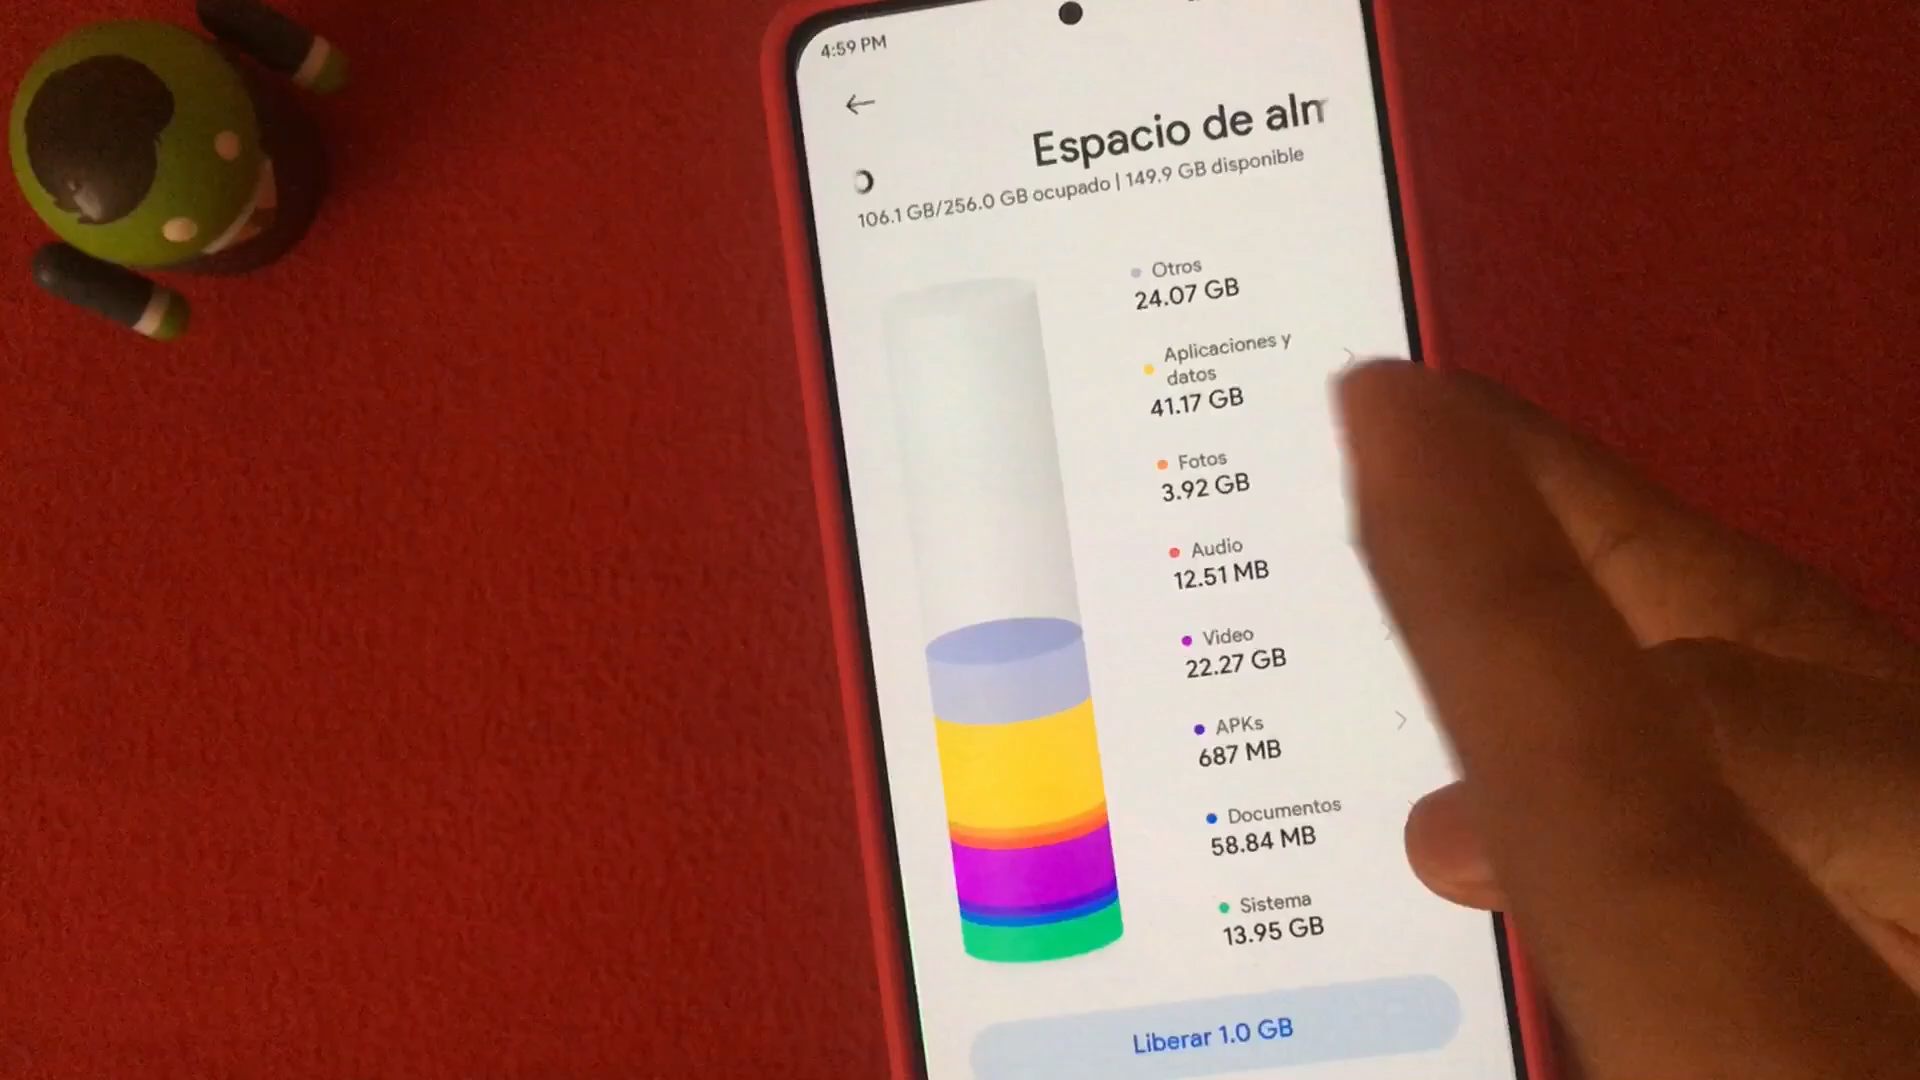 4:59 PM
Espacio de alm
106.1 GB/256.0 GB ocupado | 149.9 GB disponible
Otros
24.07 GB
Aplicaciones y
datos
41.17 GB
Fotos
3.92 GB
Audio
12.51 MB
Video
22.27 GB
APKs
687 MB
Documentos
58.84 MB
Sistema
13.95 GB
Liberar 1.0 GB